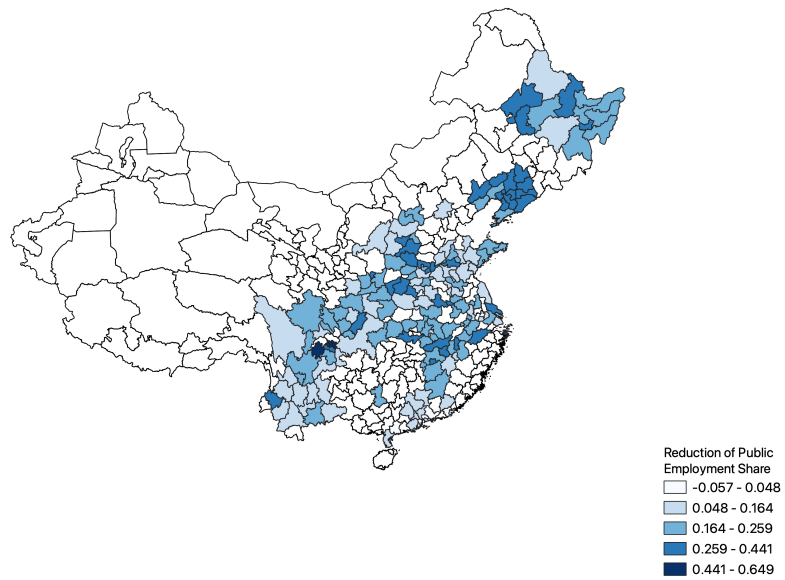 Reduction of Public
Employment Share
-0.057 - 0.048
0.048 - 0.164
0.164 - 0.259
0.259 - 0.441
0.441 - 0.649